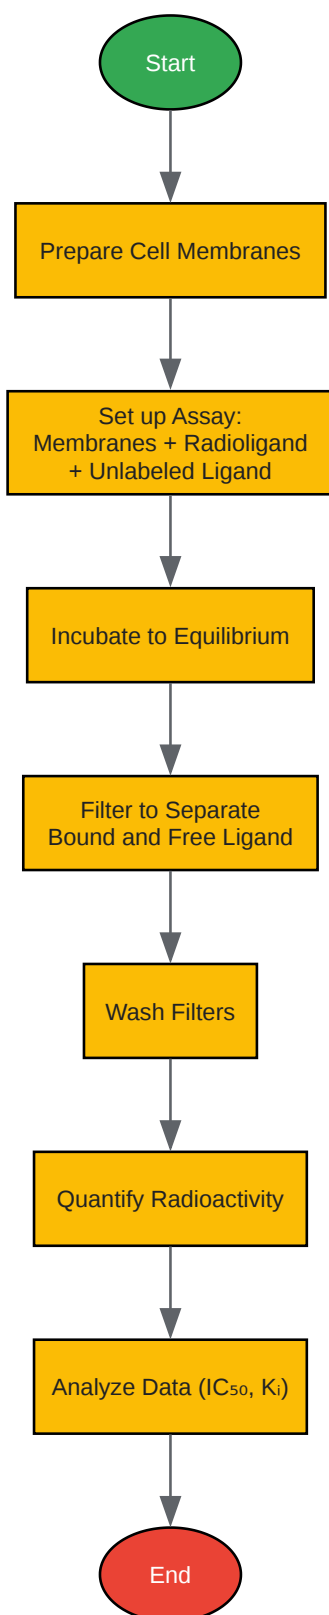 Start
Prepare Cell Membranes
Set up Assay:
Membranes + Radioligand
+ Unlabeled Ligand
Incubate to Equilibrium
Filter to Separate
Bound and Free Ligand
Wash Filters
Quantify Radioactivity
Analyze Data (IC₅₀, Kᵢ)
End